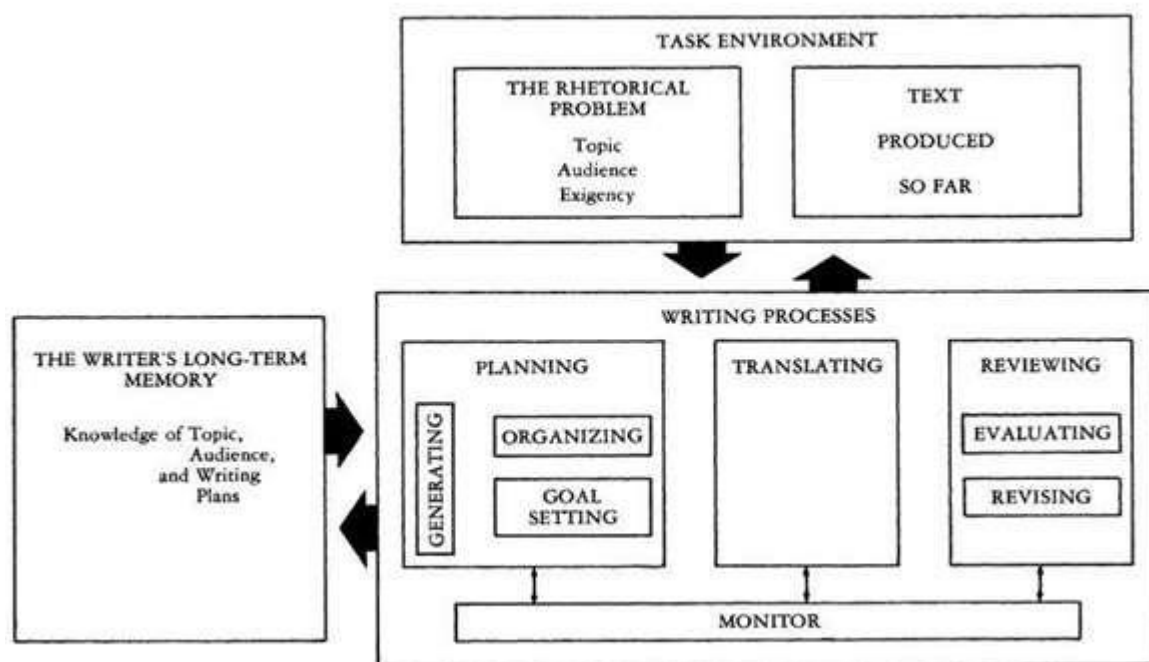 TASK ENVIRONMENT
THE RHETORICAL
PROBLEM
Topic
Audience
Exigency
TEXT
PRODUCED
SO FAR
THE WRITER'S LONG-TERM
MEMORY
Knowledge of Topic,
Audience,
and Writing
Plans
WRITING PROCESSES
PLANNING
GENERATING
ORGANIZING
GOAL
SETTING
TRANSLATING
REVIEWING
EVALUATING
REVISING
MONITOR